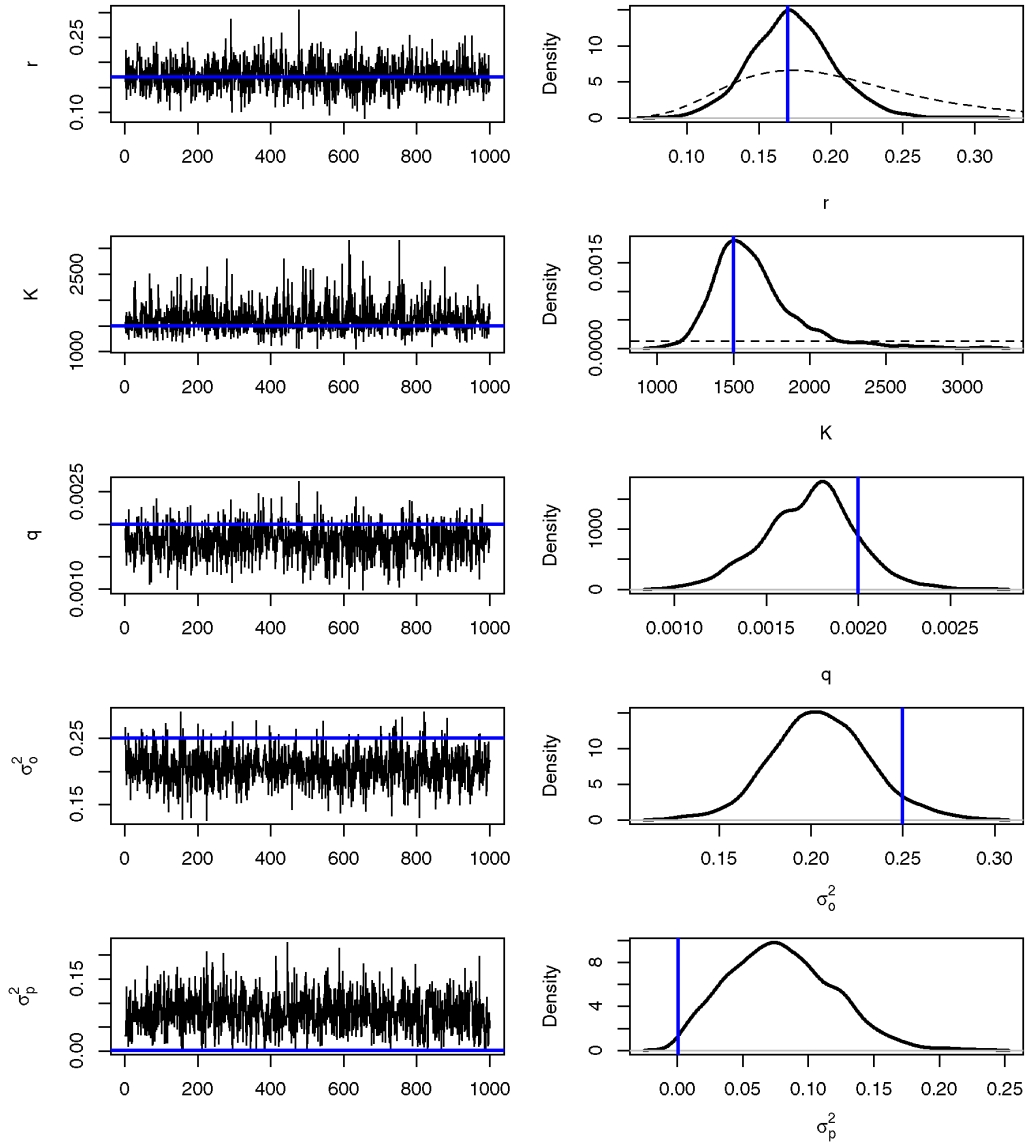 r
0.10 0.25
0 200 400 600 800 1000
Density
0 5 10
0.10 0.15 0.20 0.25 0.30
r
K
1000 2500
0 200 400 600 800 1000
Density
0.0000 0.0015
1000 1500 2000 2500 3000
K
q
0.0010 0.0025
0 200 400 600 800 1000
Density
0 1000
0.0010 0.0015 0.0020 0.0025
q
σ²ₒ
0.15 0.25
0 200 400 600 800 1000
Density
0 5 10
0.15 0.20 0.25 0.30
σ²ₒ
σ²ₚ
0.00 0.15
0 200 400 600 800 1000
Density
0 4 8
0.00 0.05 0.10 0.15 0.20 0.25
σ²ₚ